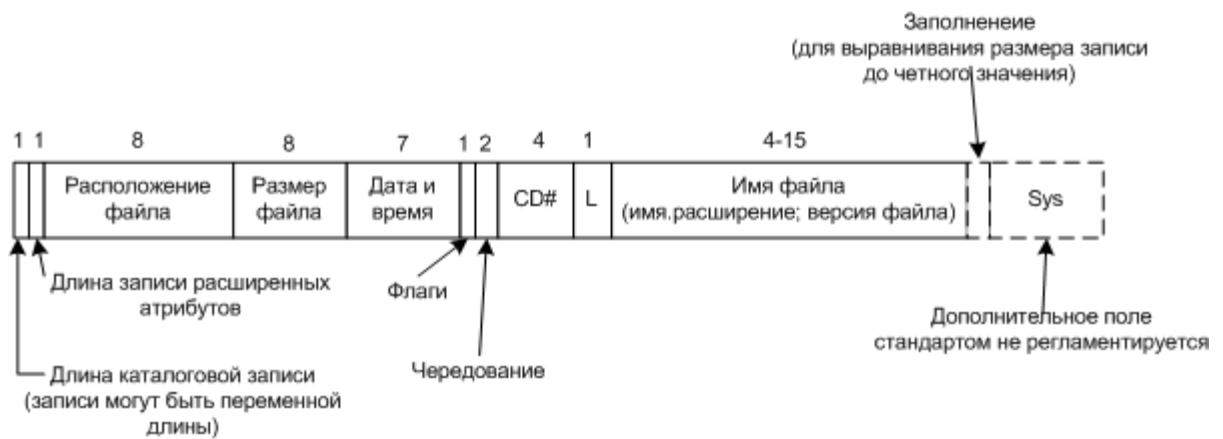 Заполненеие
(для выравнивания размера записи
до четного значения)
1 1 8 8 7 1 2 4 1 4-15
Расположение
файла
Размер
файла
Дата и
время
CD#
L
Имя файла
(имя.расширение; версия файла)
Sys
Длина записи расширенных
атрибутов
Флаги
Чередование
Дополнительное поле
стандартом не регламентируется
Длина каталоговой записи
(записи могут быть переменной
длины)